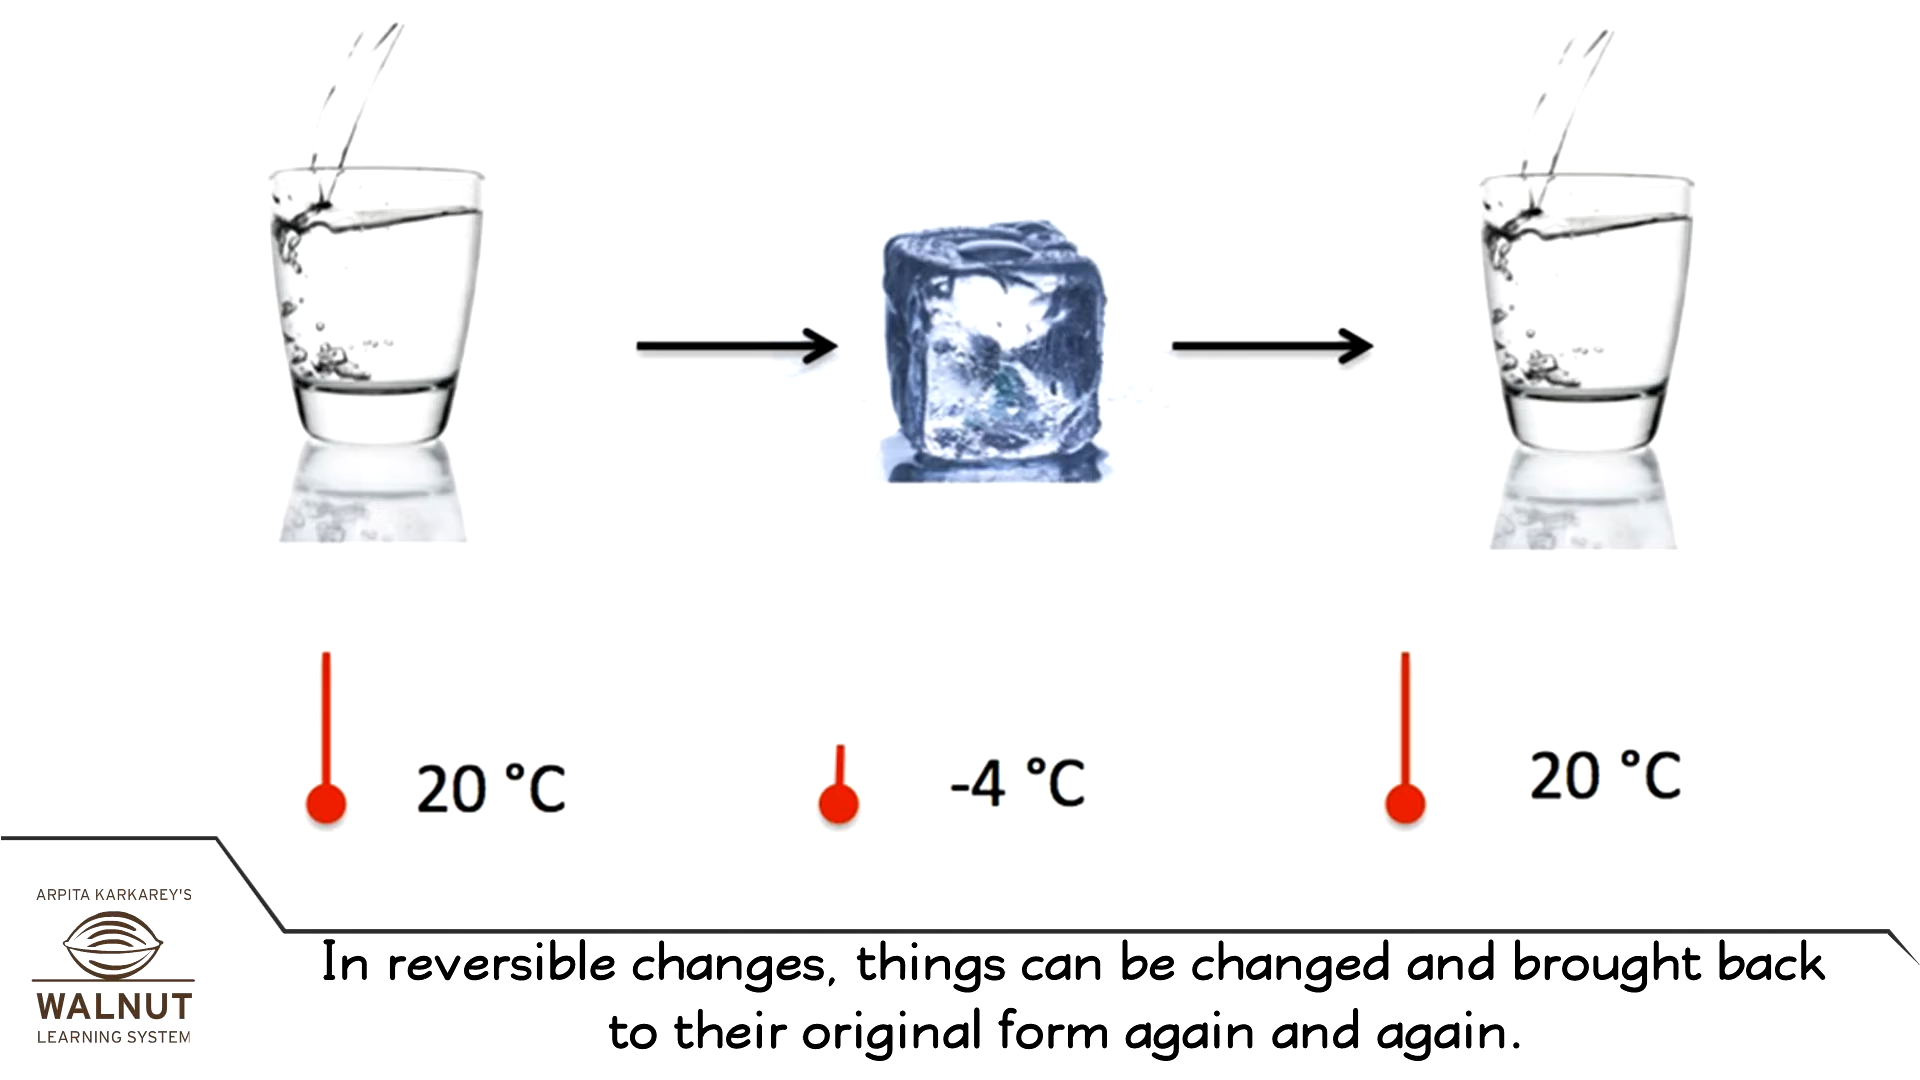 20 °C
-4 °C
20 °C
ARPITA KARKAREY'S
WALNUT
LEARNING SYSTEM
In reversible changes, things can be changed and brought back
to their original form again and again.